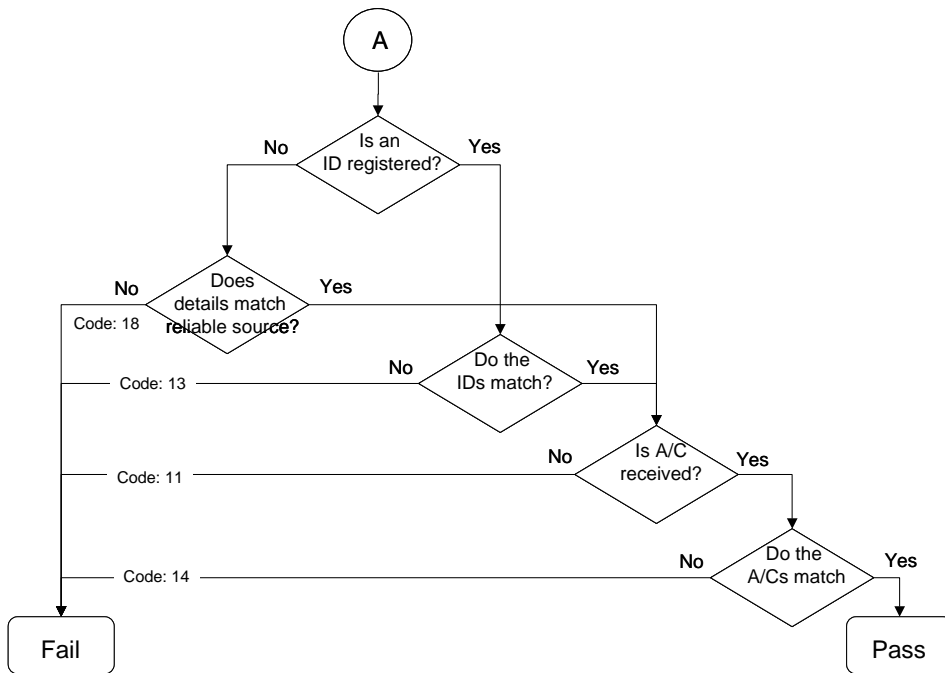 A
Is an
ID registered?
No
Yes
Does
details match
reliable source?
No
Yes
Code: 18
Do the
IDs match?
No
Yes
Code: 13
Is A/C
received?
No
Yes
Code: 11
Do the
A/Cs match
No
Yes
Code: 14
Fail
Pass